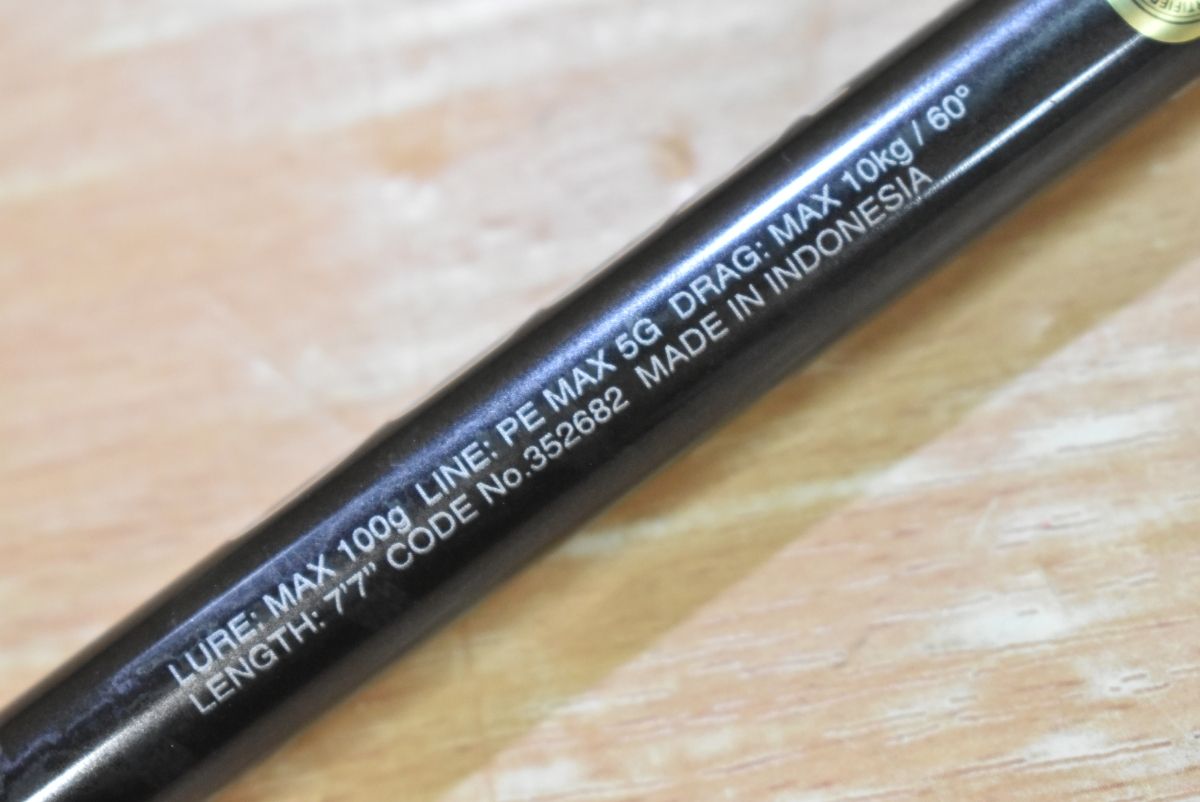 LURE: MAX 100g LINE: PE MAX 5G DRAG: MAX 10kg / 60°
LENGTH: 7'7" CODE No.352682 MADE IN INDONESIA